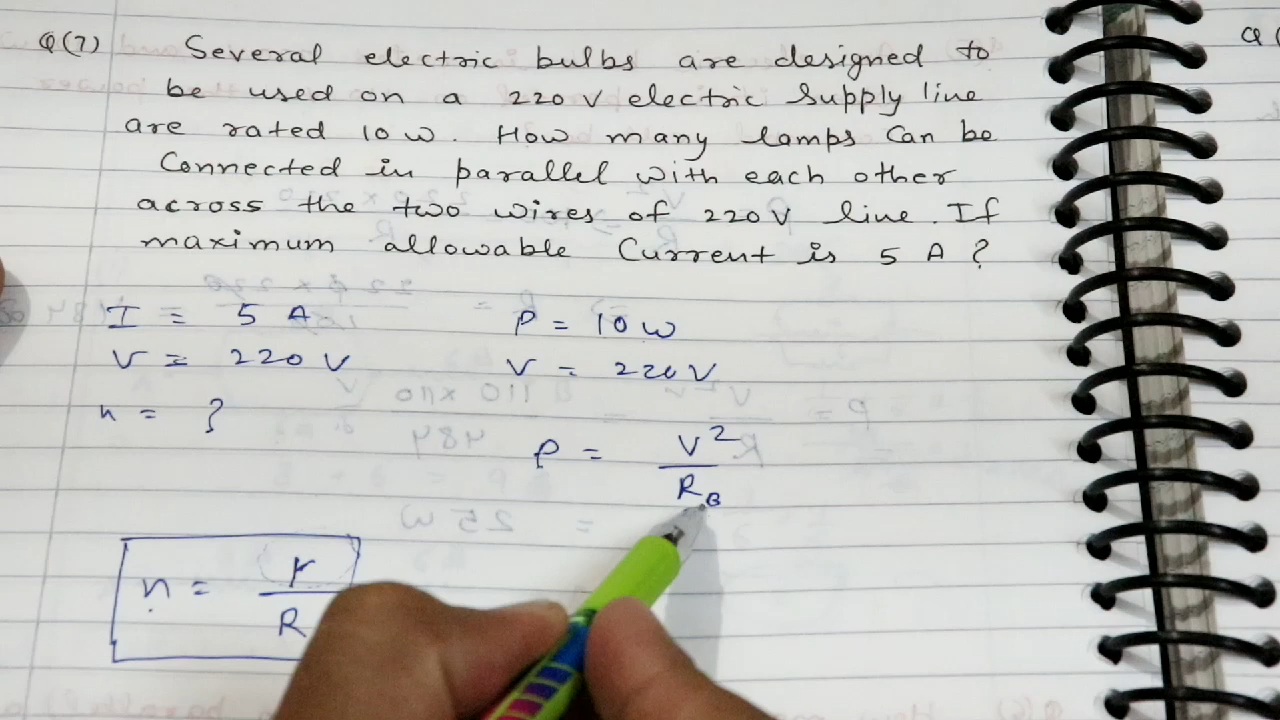 Q(7) Several electric bulbs are designed to
be used on a 220 V electric supply line
are rated 10 W. How many lamps can be
Connected in parallel with each other
across the two wires of 220 V line. If
maximum allowable Current is 5 A ?
I = 5 A P = 10 W
V = 220 V V = 220 V
n = ?
P = V²
R_B
n = r
R
Q (